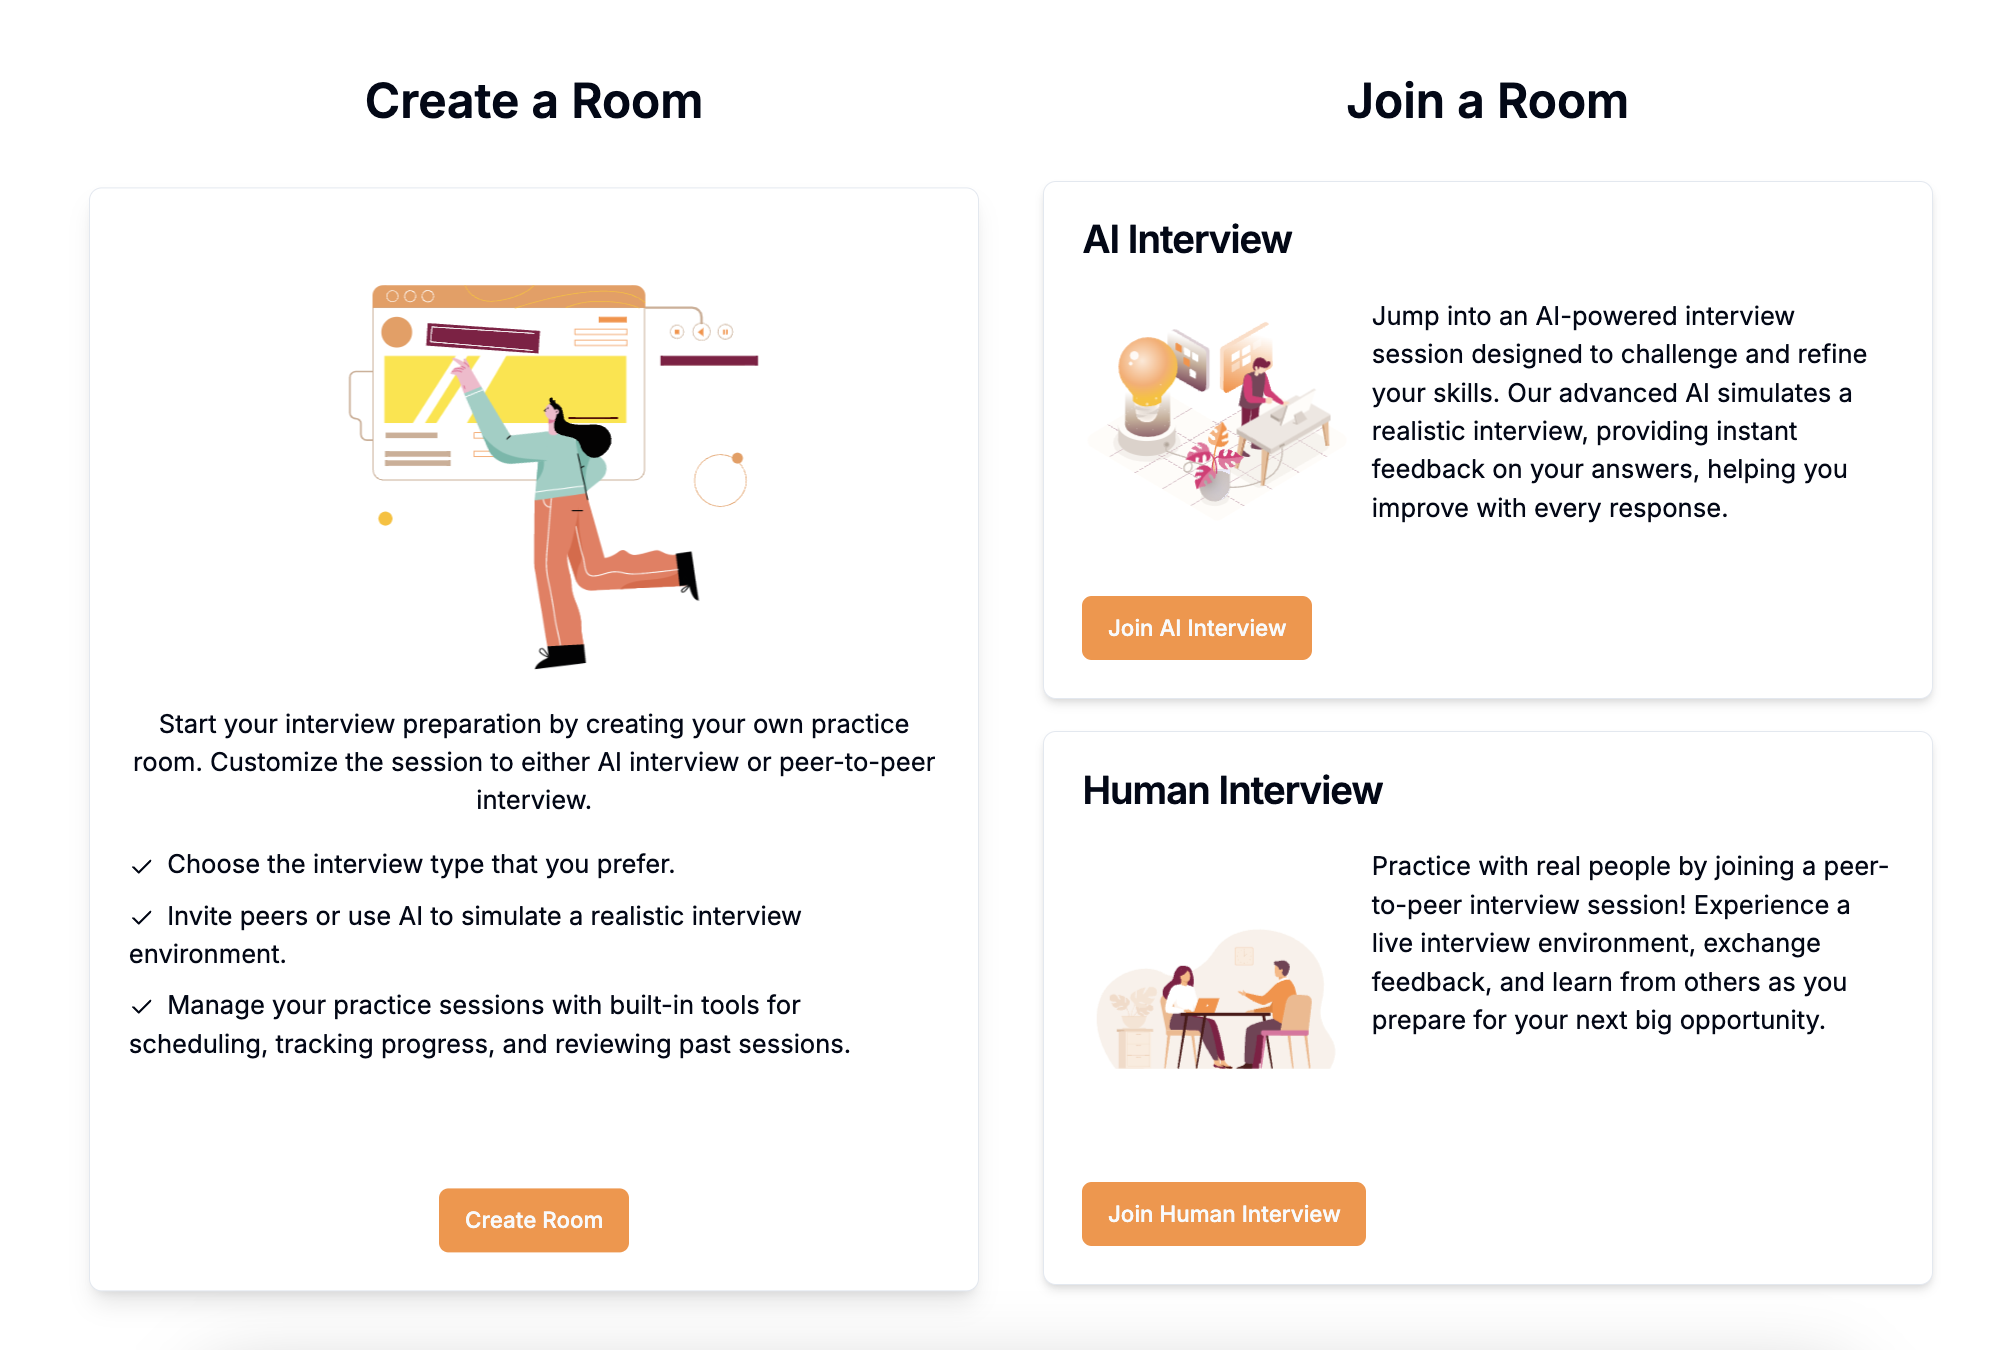 Create a Room
Start your interview preparation by creating your own practice
room. Customize the session to either AI interview or peer-to-peer
interview.
Choose the interview type that you prefer.
Invite peers or use AI to simulate a realistic interview
environment.
Manage your practice sessions with built-in tools for
scheduling, tracking progress, and reviewing past sessions.
Create Room
Join a Room
AI Interview
Jump into an AI-powered interview
session designed to challenge and refine
your skills. Our advanced AI simulates a
realistic interview, providing instant
feedback on your answers, helping you
improve with every response.
Join AI Interview
Human Interview
Practice with real people by joining a peer-
to-peer interview session! Experience a
live interview environment, exchange
feedback, and learn from others as you
prepare for your next big opportunity.
Join Human Interview